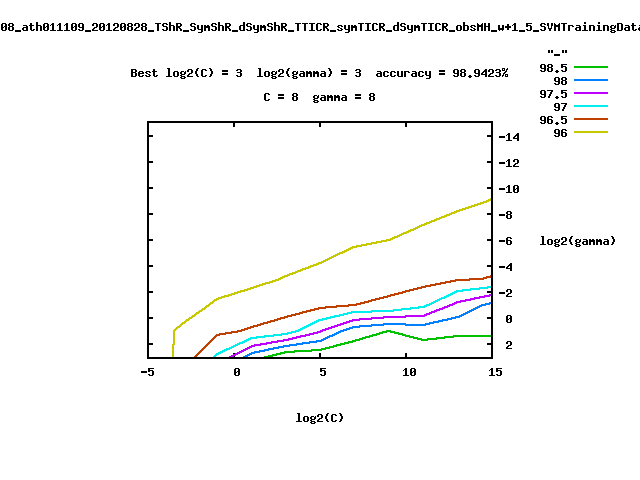 08_ath011109_20120828_TShR_SymShR_dSymShR_TTICR_symTICR_dSymTICR_obsMH_w+1_5_SVMTrainingData
"_"
Best log2(C) = 3 log2(gamma) = 3 accuracy = 98.9423%
C = 8 gamma = 8
98.5
98
97.5
97
96.5
96
-14
-12
-10
-8
-6
log2(gamma)
-4
-2
0
2
-5 0 5 10 15
log2(C)